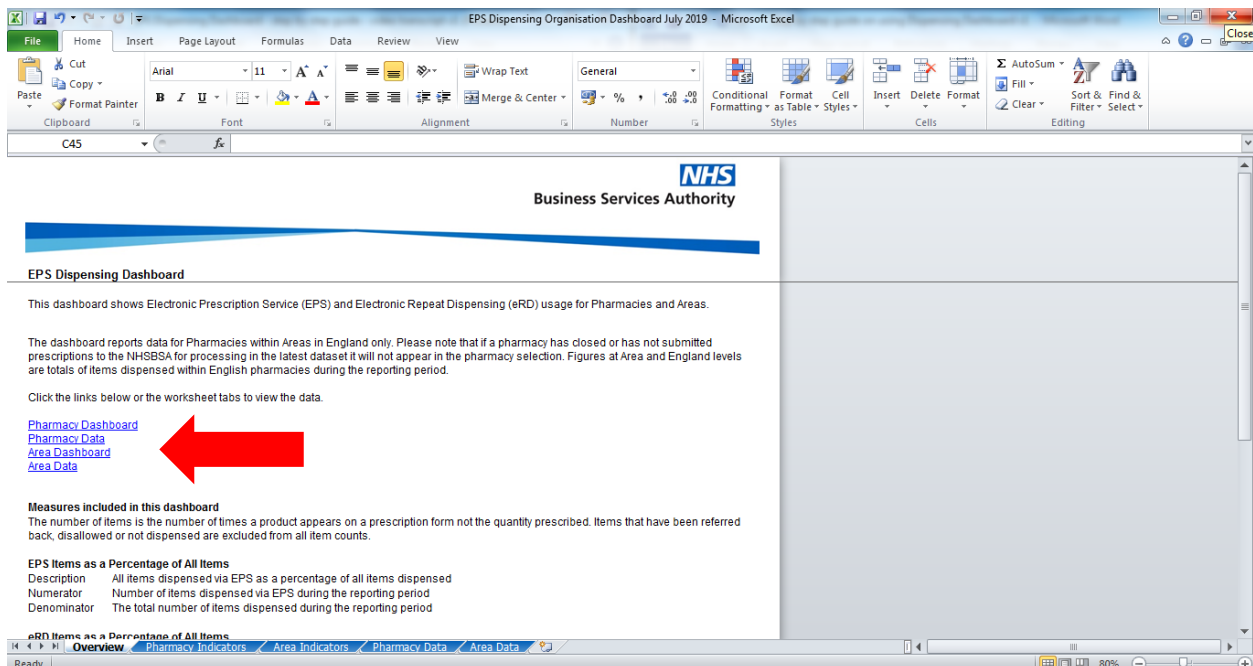 EPS Dispensing Organisation Dashboard July 2019 - Microsoft Excel
Close
File Home Insert Page Layout Formulas Data Review View
Cut
Copy
Format Painter
Paste
Clipboard
Arial 11
B I U
Font
Wrap Text
Merge & Center
Alignment
General
% ,
Number
Conditional Formatting
Format as Table
Cell Styles
Styles
Insert Delete Format
Cells
Σ AutoSum
Fill
Clear
Sort & Filter
Find & Select
Editing
C45 fx
NHS
Business Services Authority
EPS Dispensing Dashboard
This dashboard shows Electronic Prescription Service (EPS) and Electronic Repeat Dispensing (eRD) usage for Pharmacies and Areas.
The dashboard reports data for Pharmacies within Areas in England only. Please note that if a pharmacy has closed or has not submitted
prescriptions to the NHSBSA for processing in the latest dataset it will not appear in the pharmacy selection. Figures at Area and England levels
are totals of items dispensed within English pharmacies during the reporting period.
Click the links below or the worksheet tabs to view the data.
Pharmacy Dashboard
Pharmacy Data
Area Dashboard
Area Data
Measures included in this dashboard
The number of items is the number of times a product appears on a prescription form not the quantity prescribed. Items that have been referred
back, disallowed or not dispensed are excluded from all item counts.
EPS Items as a Percentage of All Items
Description All items dispensed via EPS as a percentage of all items dispensed
Numerator Number of items dispensed via EPS during the reporting period
Denominator The total number of items dispensed during the reporting period
eRD Items as a Percentage of All Items
Overview Pharmacy Indicators Area Indicators Pharmacy Data Area Data
Ready
80%